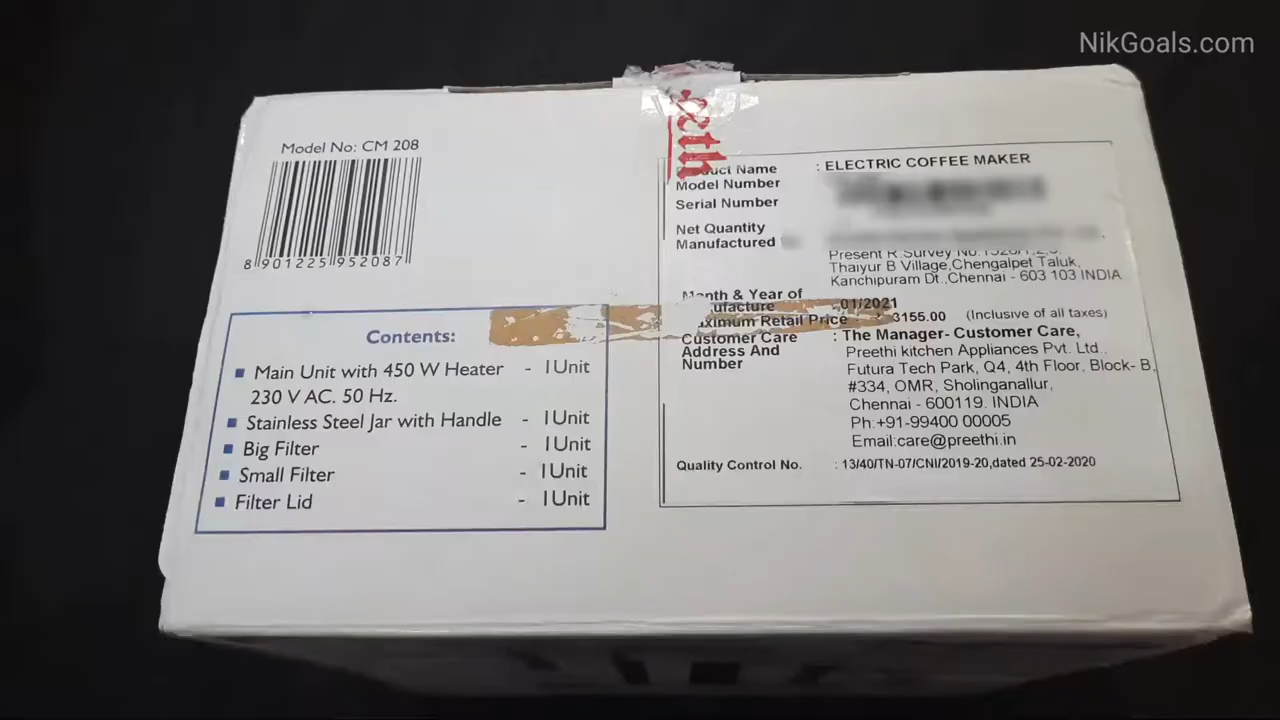 NikGoals.com
Model No: CM 208
8 901225 952087
Contents:
Main Unit with 450 W Heater - 1Unit
230 V AC. 50 Hz.
Stainless Steel Jar with Handle - 1Unit
Big Filter - 1Unit
Small Filter - 1Unit
Filter Lid - 1Unit
Name : ELECTRIC COFFEE MAKER
Model Number
Serial Number
Net Quantity
Manufactured
Present R Survey No.
Thaiyur B Village,Chengalpet Taluk,
Kanchipuram Dt.,Chennai - 603 103 INDIA
Month & Year of
01/2021
Retail Price 3155.00 (Inclusive of all taxes)
Customer Care : The Manager- Customer Care,
Address And Preethi kitchen Appliances Pvt. Ltd.,
Number Futura Tech Park, Q4, 4th Floor, Block- B,
#334, OMR, Sholinganallur,
Chennai - 600119. INDIA
Ph:+91-99400 00005
Email:care@preethi.in
Quality Control No. : 13/40/TN-07/CNI/2019-20,dated 25-02-2020